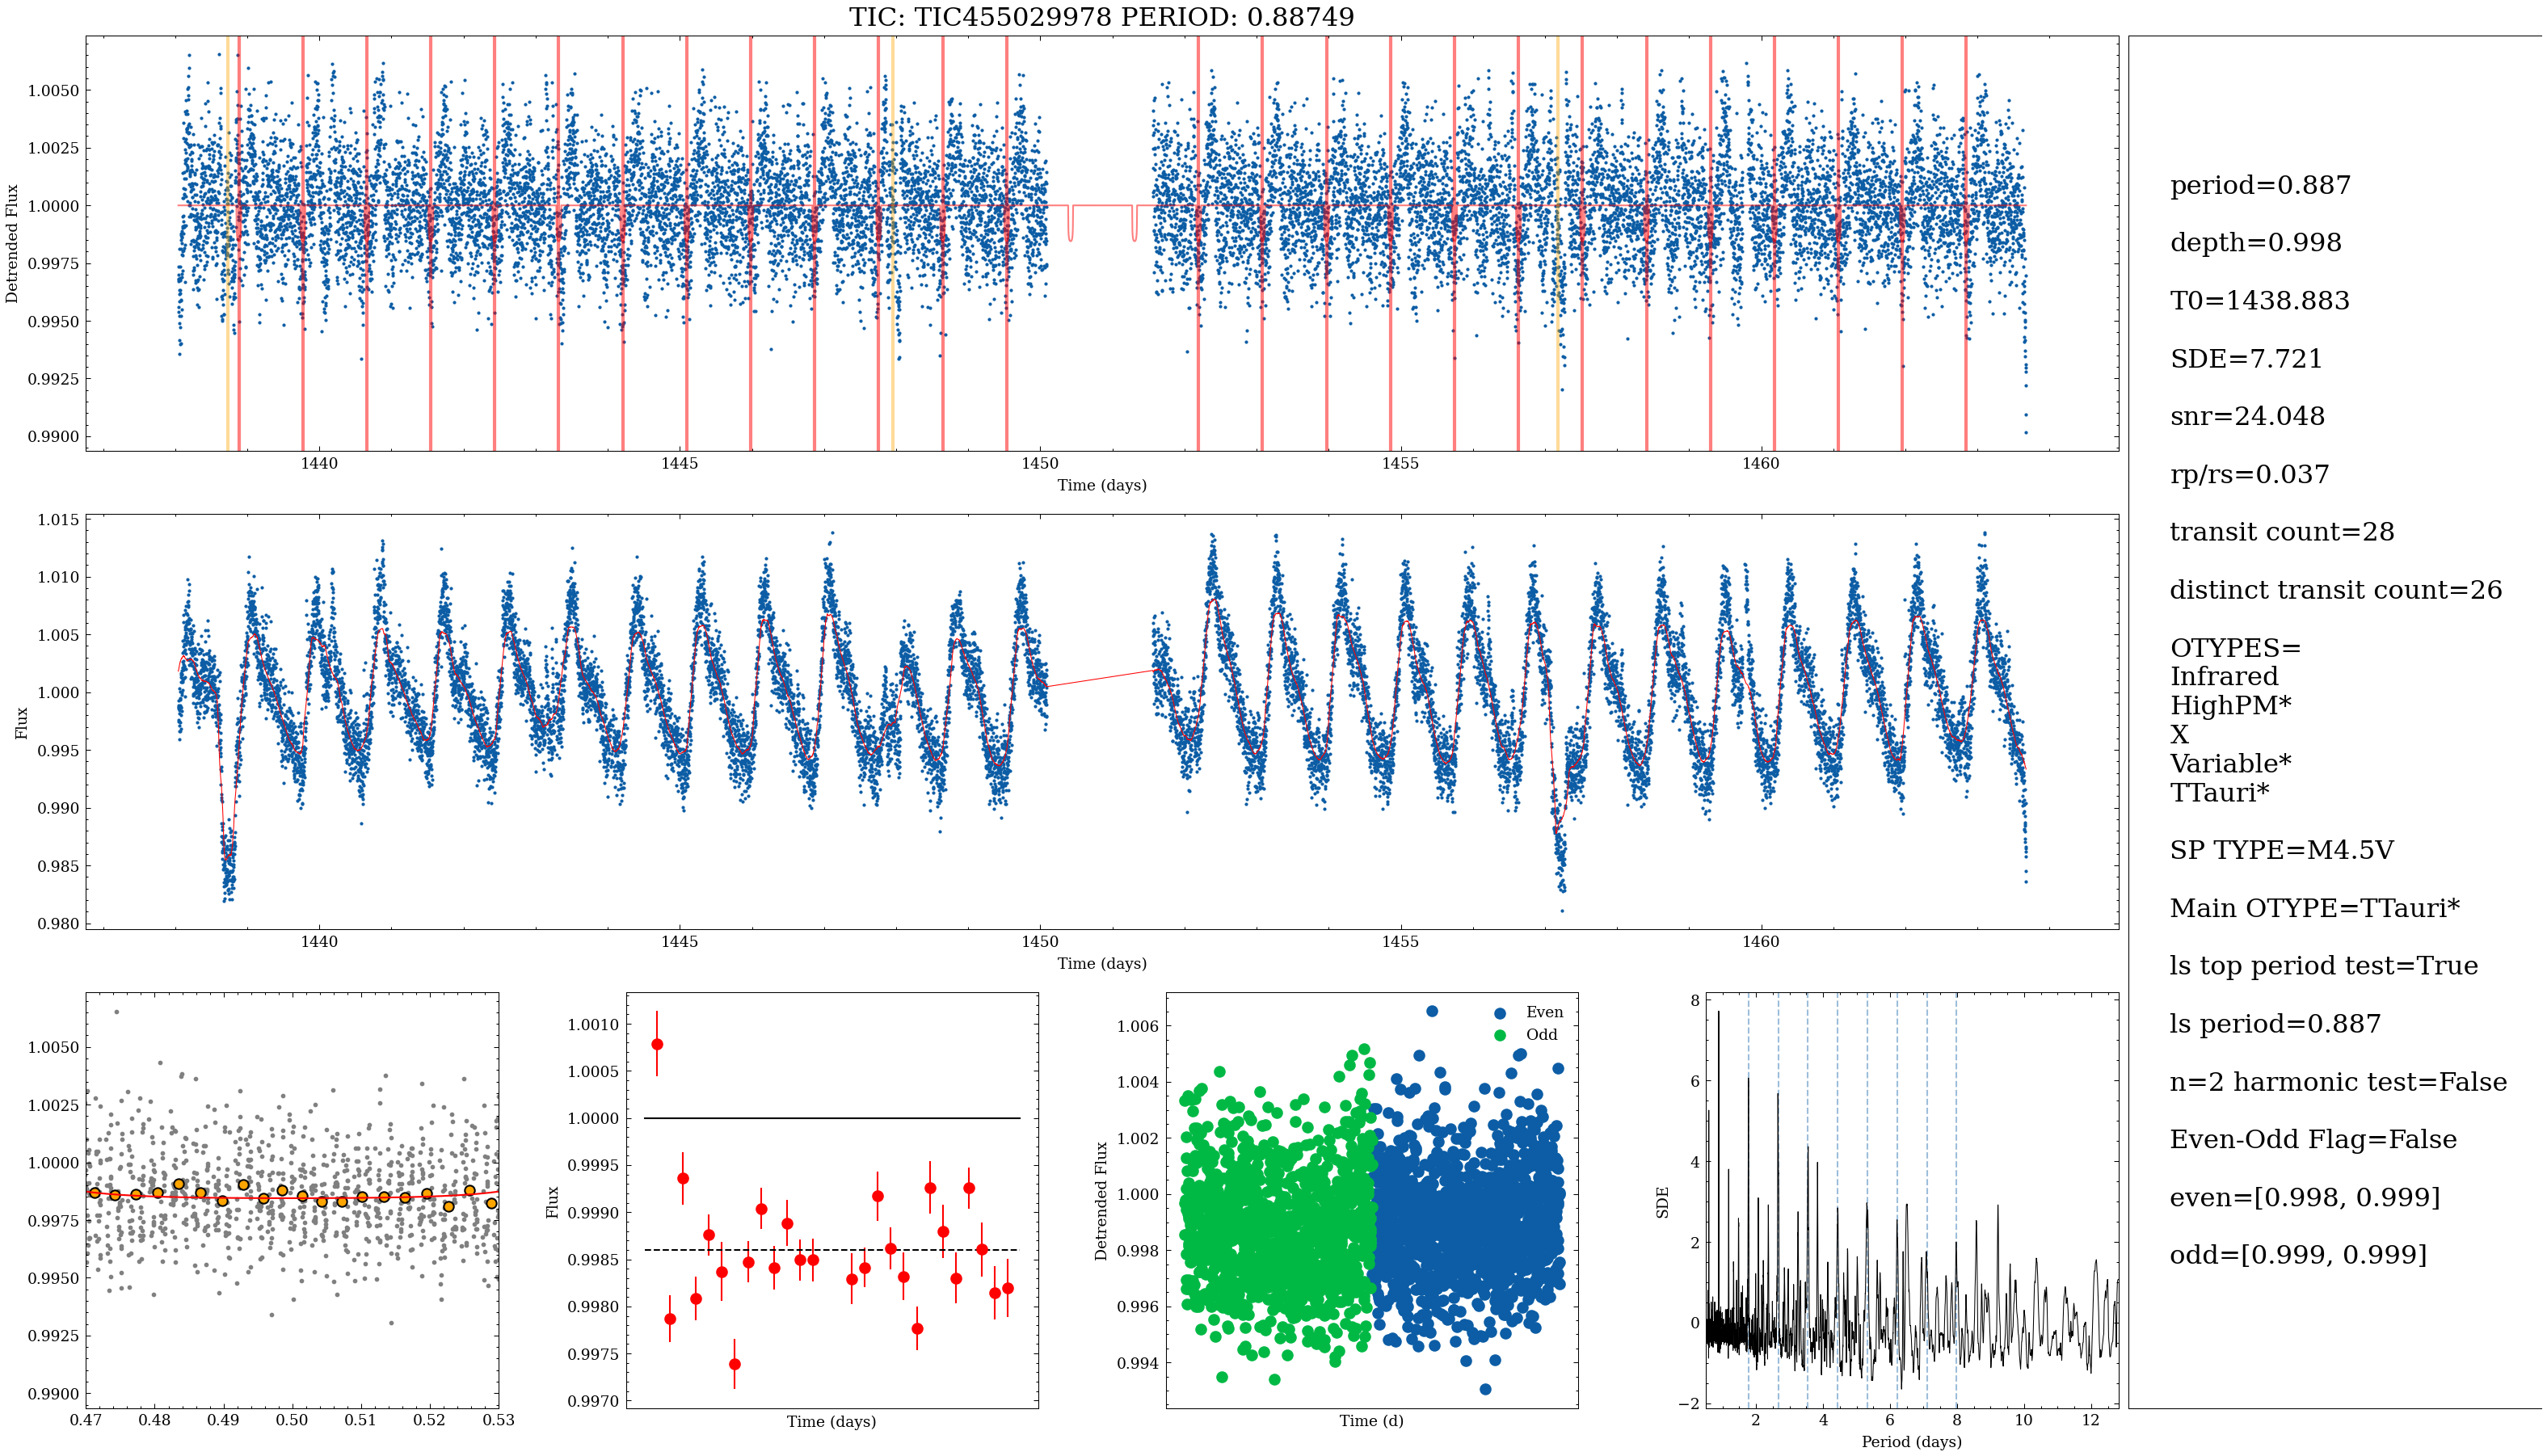 TIC: TIC455029978 PERIOD: 0.88749
Detrended Flux
1.0050
1.0025
1.0000
0.9975
0.9950
0.9925
0.9900
1440
1445
1450
1455
1460
Time (days)
Flux
1.015
1.010
1.005
1.000
0.995
0.990
0.985
0.980
1440
1445
1450
1455
1460
Time (days)
1.0050
1.0025
1.0000
0.9975
0.9950
0.9925
0.9900
0.47
0.48
0.49
0.50
0.51
0.52
0.53
Flux
1.0010
1.0005
1.0000
0.9995
0.9990
0.9985
0.9980
0.9975
0.9970
Time (days)
Detrended Flux
1.006
1.004
1.002
1.000
0.998
0.996
0.994
Even
Odd
Time (d)
SDE
8
6
4
2
0
−2
2
4
6
8
10
12
Period (days)
period=0.887
depth=0.998
T0=1438.883
SDE=7.721
snr=24.048
rp/rs=0.037
transit count=28
distinct transit count=26
OTYPES=
Infrared
HighPM*
X
Variable*
TTauri*
SP TYPE=M4.5V
Main OTYPE=TTauri*
ls top period test=True
ls period=0.887
n=2 harmonic test=False
Even-Odd Flag=False
even=[0.998, 0.999]
odd=[0.999, 0.999]